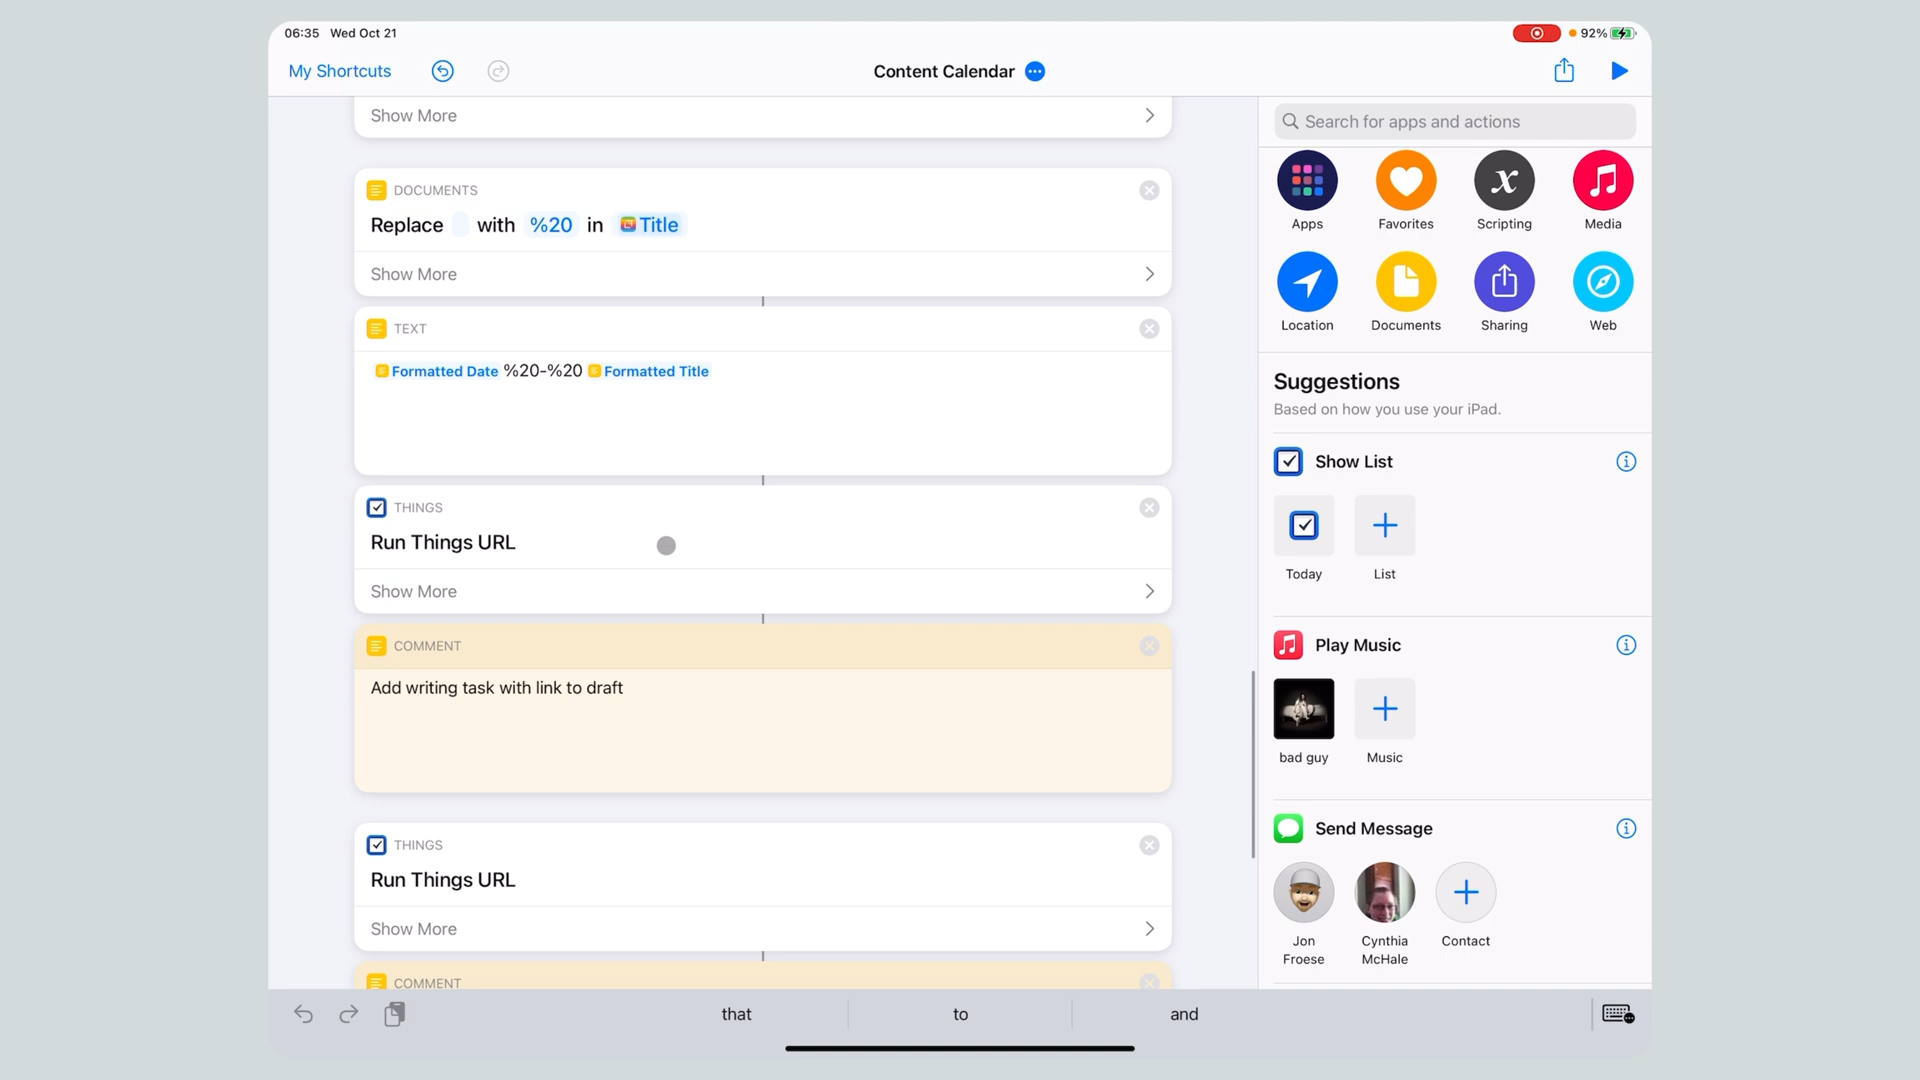 06:35 Wed Oct 21
92%
My Shortcuts
Content Calendar
Show More
Search for apps and actions
Apps
Favorites
Scripting
Media
DOCUMENTS
Replace with %20 in Title
Show More
Location
Documents
Sharing
Web
TEXT
Formatted Date %20-%20 Formatted Title
Suggestions
Based on how you use your iPad.
Show List
Today
List
THINGS
Run Things URL
Show More
COMMENT
Add writing task with link to draft
Play Music
bad guy
Music
THINGS
Run Things URL
Show More
COMMENT
Send Message
Jon
Froese
Cynthia
McHale
Contact
that
to
and